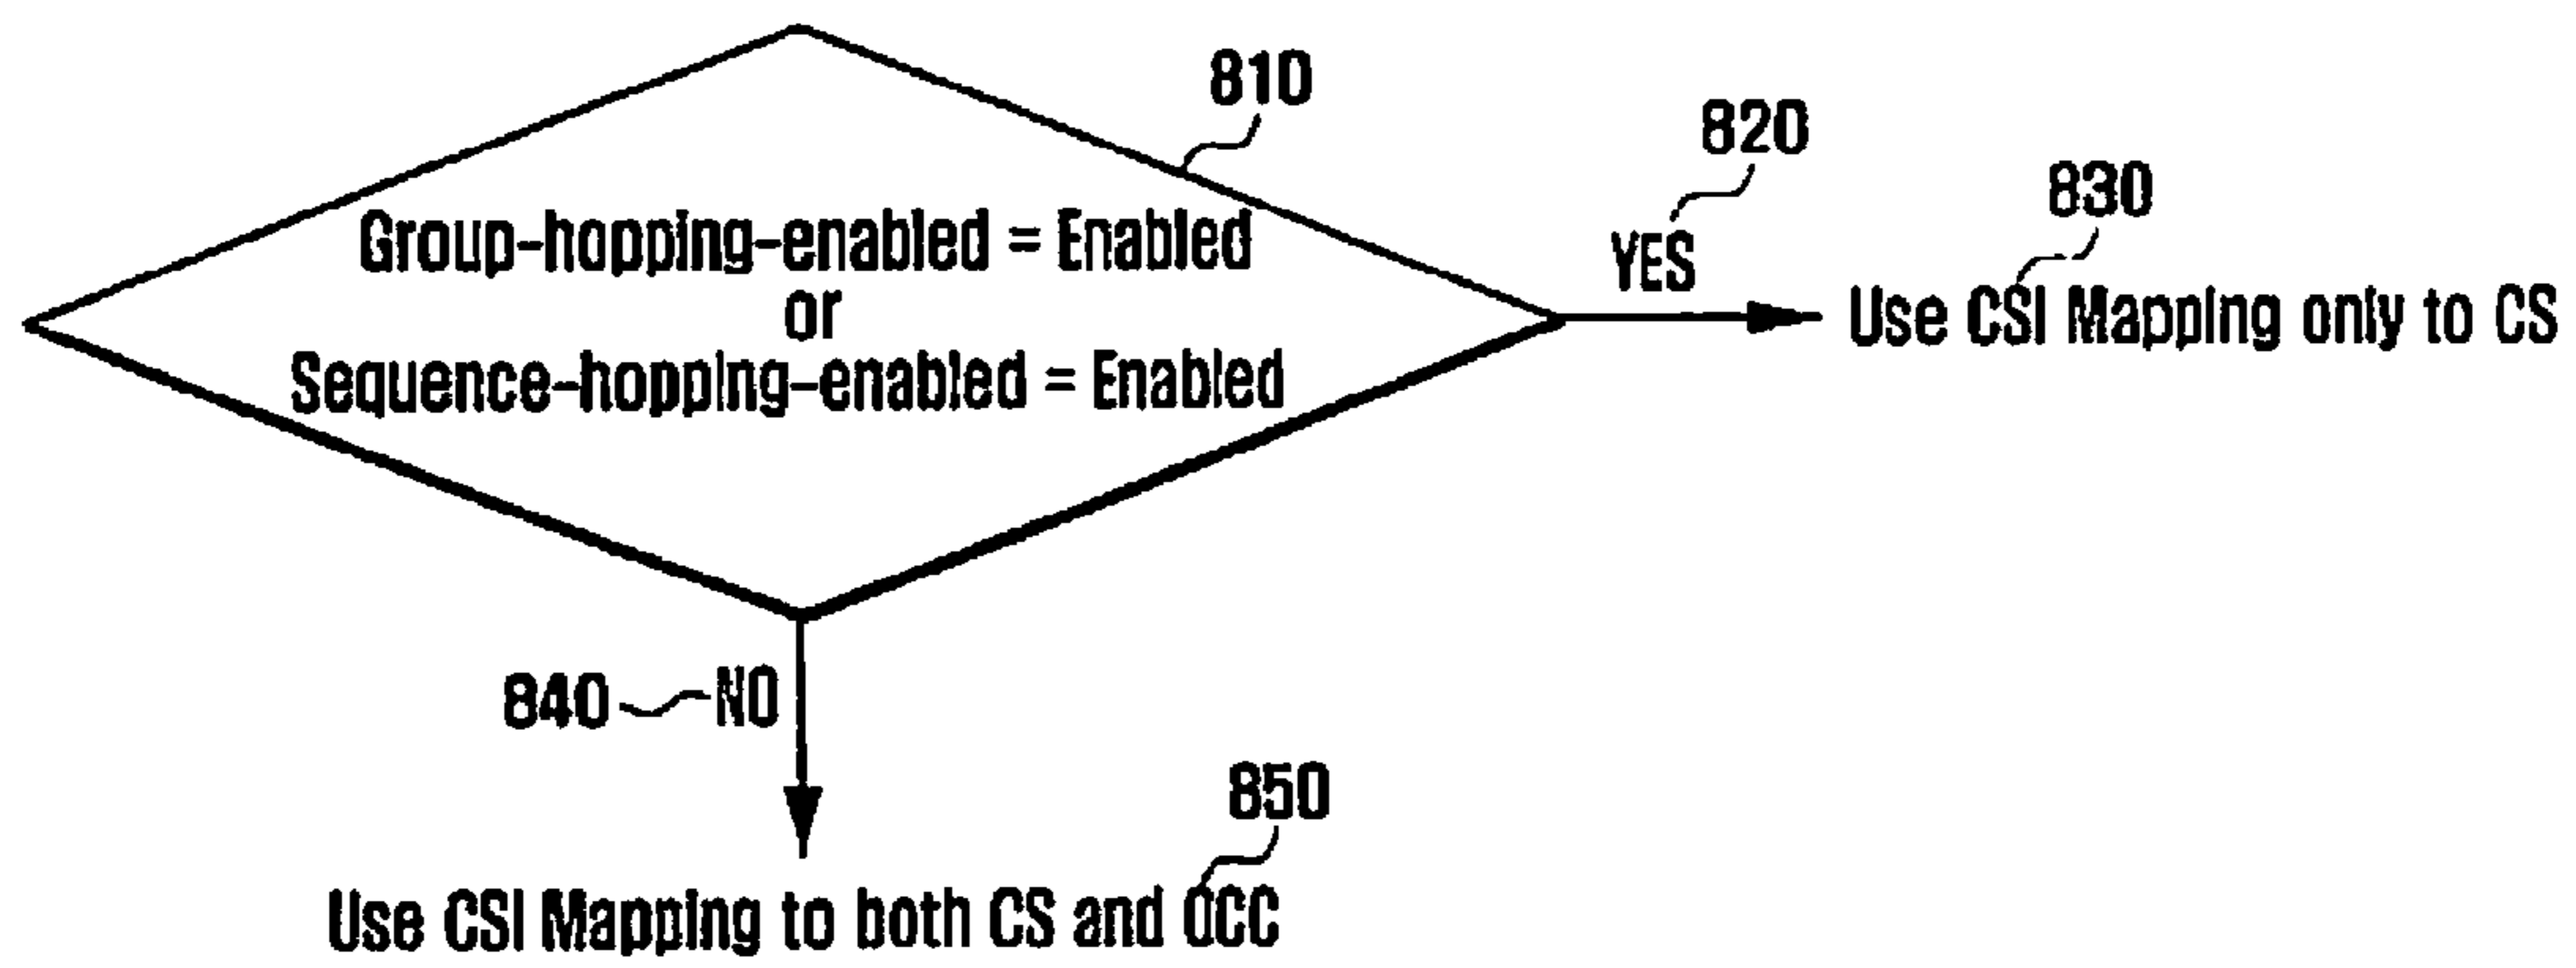 810
820
830
Group-hopping-enabled = Enabled
or
Sequence-hopping-enabled = Enabled
YES
Use CSI Mapping only to CS
840
NO
850
Use CSI Mapping to both CS and OCC